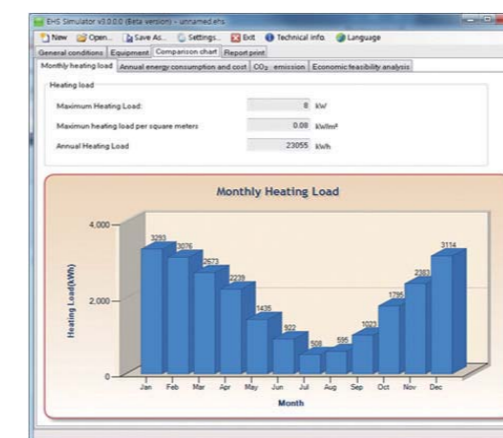 EHS Simulator v3.0.0.0 (Beta version) - unnamed.ehs
New Open... Save As... Settings... Exit Technical info. Language
General conditions Equipment Comparison chart Report print
Monthly heating load Annual energy consumption and cost CO₂ emission Economic feasibility analysis
Heating load
Maximum Heating Load: 8 kW
Maximun heating load per square meters 0.08 kW/m²
Annual Heating Load 23055 kWh
Monthly Heating Load
4,000
2,000
0
Heating Load(kWh)
3293 3076 2673 2239 1435 922 508 595 1023 1795 2383 3114
Jan Feb Mar Apr May Jun Jul Aug Sep Oct Nov Dec
Month